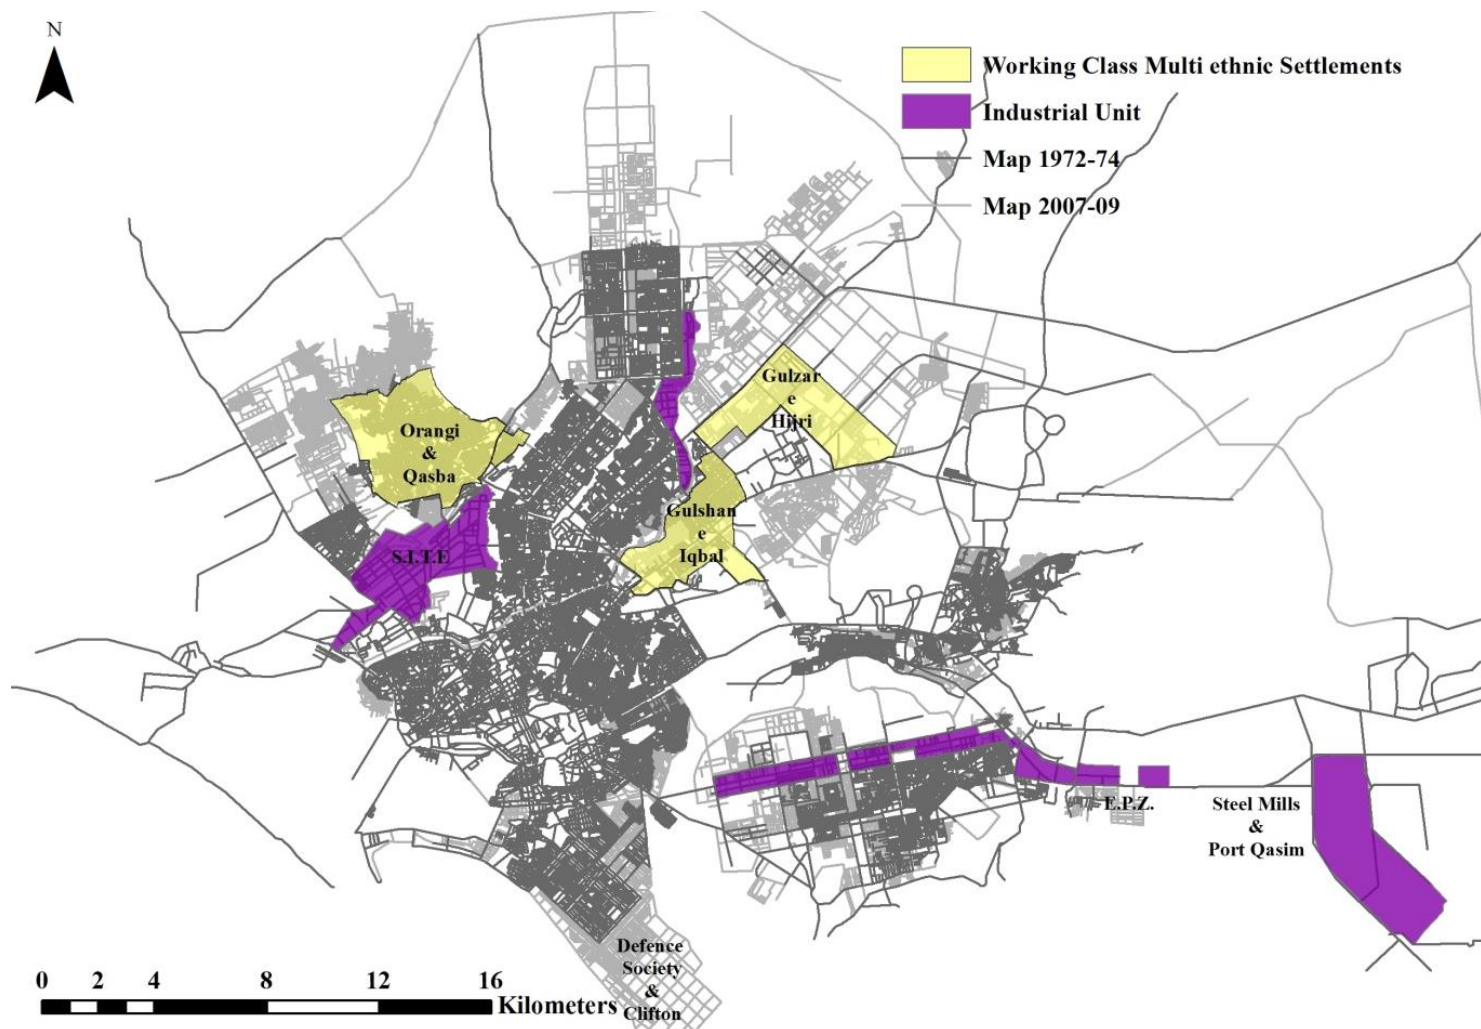 N
Working Class Multi ethnic Settlements
Industrial Unit
Map 1972-74
Map 2007-09
Gulzar
e
Hijri
Orangi
&
Qasba
Gulshan
e
Iqbal
S.I.T.E
E.P.Z.
Steel Mills
&
Port Qasim
Defence
Society
&
Clifton
0 2 4 8 12 16
Kilometers